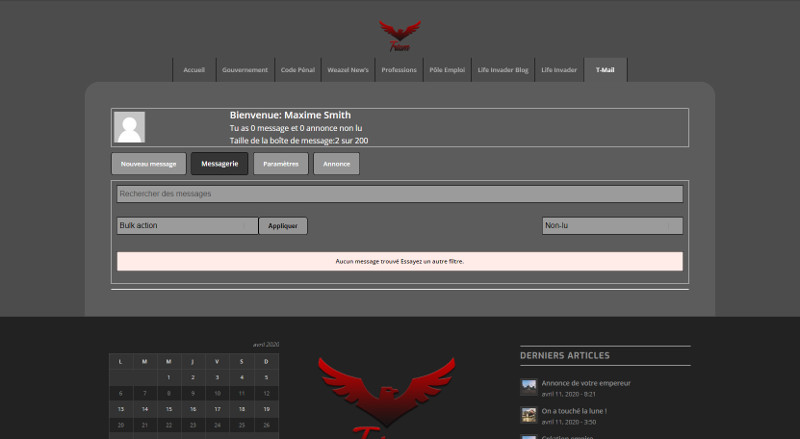 Accueil
Gouvernement
Code Pénal
Weazel New's
Professions
Pôle Emploi
Life Invader Blog
Life Invader
T-Mail
Bienvenue: Maxime Smith
Tu as 0 message et 0 annonce non lu
Taille de la boîte de message:2 sur 200
Nouveau message
Messagerie
Paramètres
Annonce
Rechercher des messages
Bulk action
Appliquer
Non-lu
Aucun message trouvé Essayez un autre filtre.
avril 2020
L M M J V S D
1 2 3 4 5
6 7 8 9 10 11 12
13 14 15 16 17 18 19
20 21 22 23 24 25 26
DERNIERS ARTICLES
Annonce de votre empereur
avril 11, 2020 - 9:21
On a touché la lune !
avril 11, 2020 - 3:50
Création empire